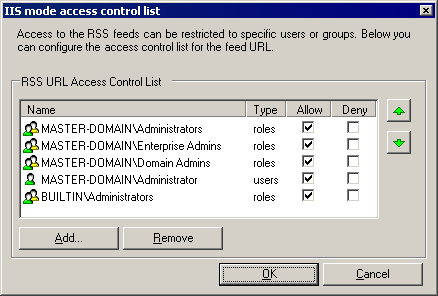 IIS mode access control list
Access to the RSS feeds can be restricted to specific users or groups. Below you
can configure the access control list for the feed URL.
RSS URL Access Control List
Name Type Allow Deny
MASTER-DOMAIN\Administrators roles
MASTER-DOMAIN\Enterprise Admins roles
MASTER-DOMAIN\Domain Admins roles
MASTER-DOMAIN\Administrator users
BUILTIN\Administrators roles
Add... Remove
OK Cancel